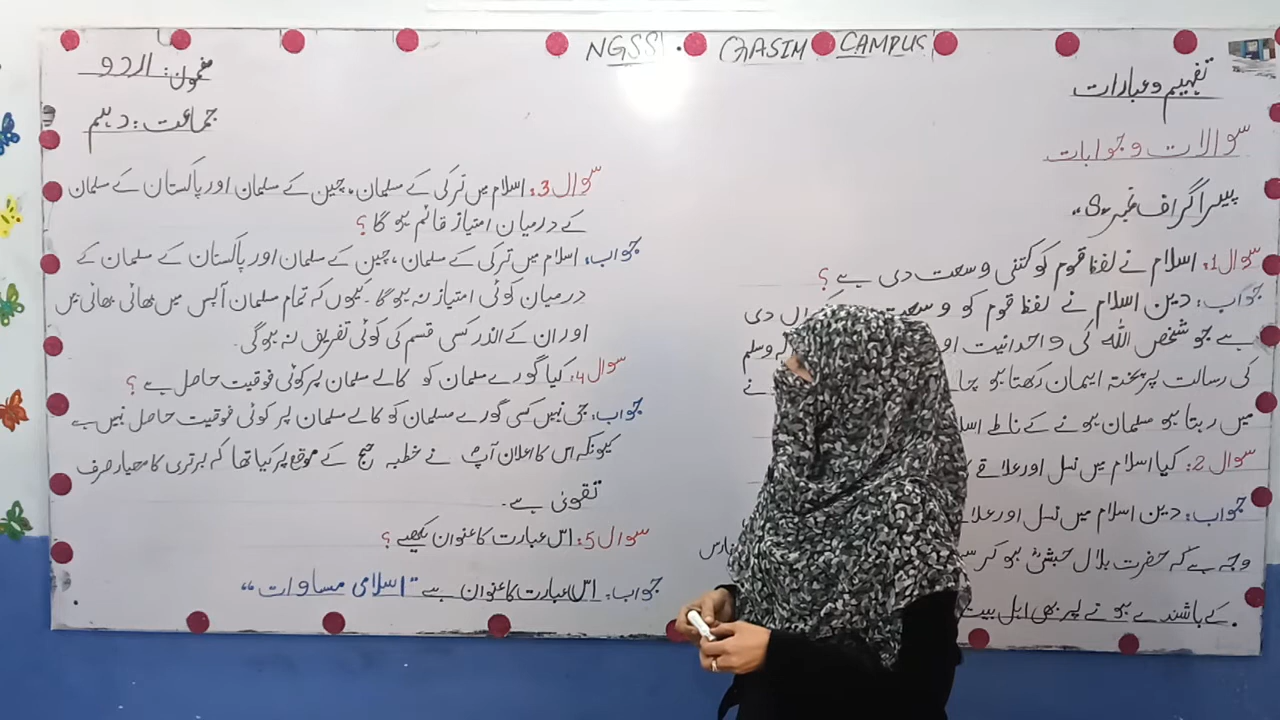 NGSS. QASIM CAMPUS
تفہیم و عبارات
سوالات و جوابات
پیراگراف نمبر "5"
سوال 1: اسلام نے لفظ قوم کو کتنی وسعت دی ہے ؟
جواب: دین اسلام نے لفظ قوم کو وسعت دی
ہے جو شخص اللہ کی واحدانیت اور وسلم
کی رسالت پر پختہ ایمان رکھتا ہو
میں رہتا ہو مسلمان ہونے کے ناطے
سوال 2: کیا اسلام میں نسل اور علاقے
جواب: دین اسلام میں نسل اور
وجہ ہے کہ حضرت بلال حبشیؓ ہو کر
کے باشندے ہونے پر بھی اہل بیت
مضمون: اردو
جماعت: دہم
سوال 3: اسلام میں ترکی کے مسلمان، چین کے مسلمان اور پاکستان کے مسلمان
کے درمیان امتیاز قائم ہو گا ؟
جواب: اسلام میں ترکی کے مسلمان، چین کے مسلمان اور پاکستان کے مسلمان کے
درمیان کوئی امتیاز نہ ہو گا ۔ کیوں کہ تمام مسلمان آپس میں بھائی بھائی ہیں
اور ان کے اندر کسی قسم کی کوئی تفریق نہ ہوگی۔
سوال 4: کیا گورے مسلمان کو کالے مسلمان پر کوئی فوقیت حاصل ہے ؟
جواب: جی نہیں کسی گورے مسلمان کو کالے مسلمان پر کوئی فوقیت حاصل نہیں ہے
کیونکہ اس کا اعلان آپؐ نے خطبہ حج کے موقع پر کیا تھا کہ برتری کا معیار صرف
تقویٰ ہے ۔
سوال 5: اس عبارت کا عنوان لکھیے ؟
جواب: اس عبارت کا عنوان ہے "اسلامی مساوات"